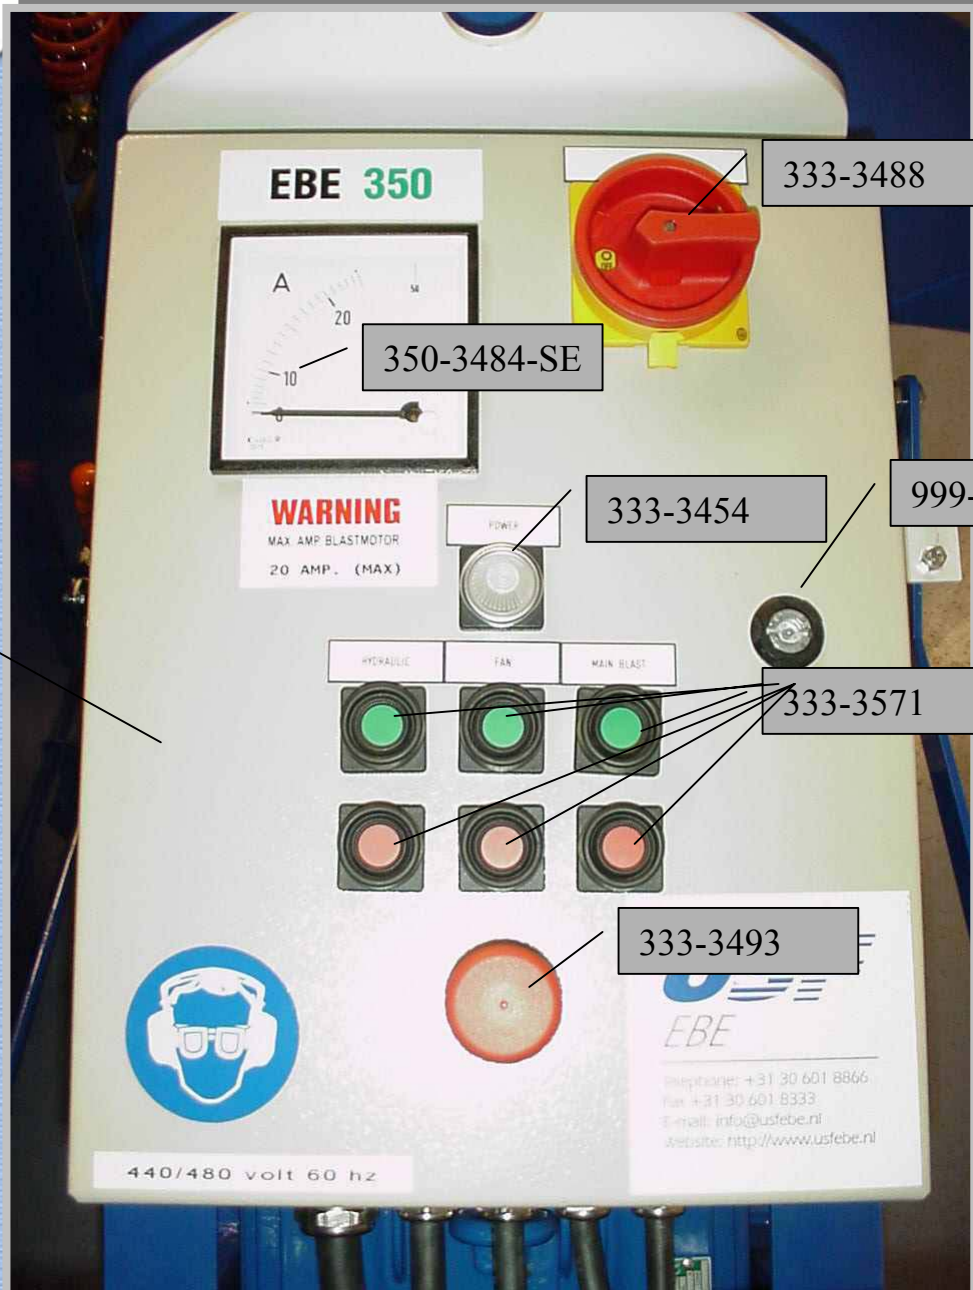 EBE 350
333-3488
A
54
20
10
0
350-3484-SE
WARNING
MAX AMP BLASTMOTOR
20 AMP. (MAX)
333-3454
999-
POWER
HYDRAULIC
FAN
MAIN BLAST
333-3571
333-3493
EBE
Telephone: +31 30 601 8866
Fax +31 30 601 8333
E-mail: info@usfebe.nl
website: http://www.usfebe.nl
440/480 volt 60 hz